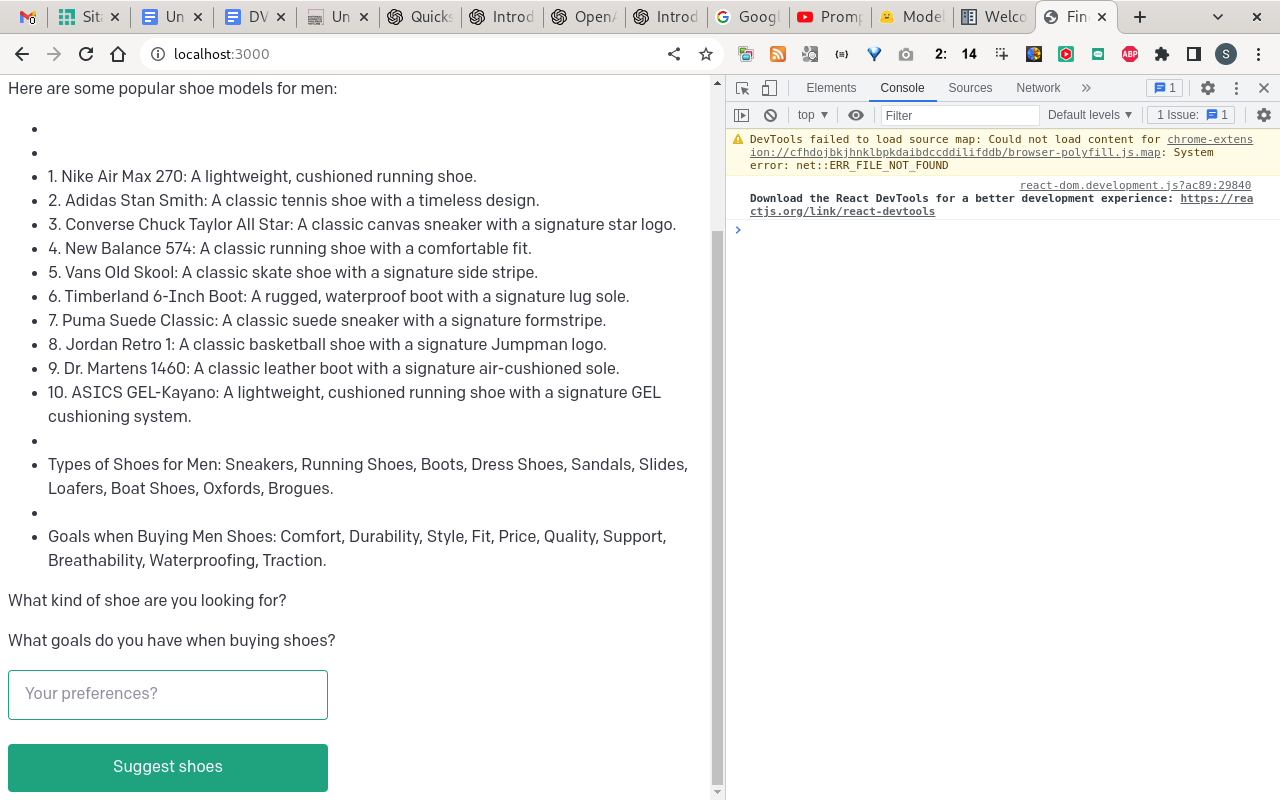 Sita
Un
DV
Un
Quicks
Introd
OpenA
Introd
Googl
Promp
Model
Welco
Fin
localhost:3000
2:
14
ABP
S
Here are some popular shoe models for men:
1. Nike Air Max 270: A lightweight, cushioned running shoe.
2. Adidas Stan Smith: A classic tennis shoe with a timeless design.
3. Converse Chuck Taylor All Star: A classic canvas sneaker with a signature star logo.
4. New Balance 574: A classic running shoe with a comfortable fit.
5. Vans Old Skool: A classic skate shoe with a signature side stripe.
6. Timberland 6-Inch Boot: A rugged, waterproof boot with a signature lug sole.
7. Puma Suede Classic: A classic suede sneaker with a signature formstripe.
8. Jordan Retro 1: A classic basketball shoe with a signature Jumpman logo.
9. Dr. Martens 1460: A classic leather boot with a signature air-cushioned sole.
10. ASICS GEL-Kayano: A lightweight, cushioned running shoe with a signature GEL
cushioning system.
Types of Shoes for Men: Sneakers, Running Shoes, Boots, Dress Shoes, Sandals, Slides,
Loafers, Boat Shoes, Oxfords, Brogues.
Goals when Buying Men Shoes: Comfort, Durability, Style, Fit, Price, Quality, Support,
Breathability, Waterproofing, Traction.
What kind of shoe are you looking for?
What goals do you have when buying shoes?
Your preferences?
Suggest shoes
Elements
Console
Sources
Network
1
top
Filter
Default levels
1 Issue:
1
DevTools failed to load source map: Could not load content for chrome-extens
ion://cfhdojbkjhnklbpkdaibdccddilifddb/browser-polyfill.js.map: System
error: net::ERR_FILE_NOT_FOUND
react-dom.development.js?ac89:29840
Download the React DevTools for a better development experience: https://rea
ctjs.org/link/react-devtools